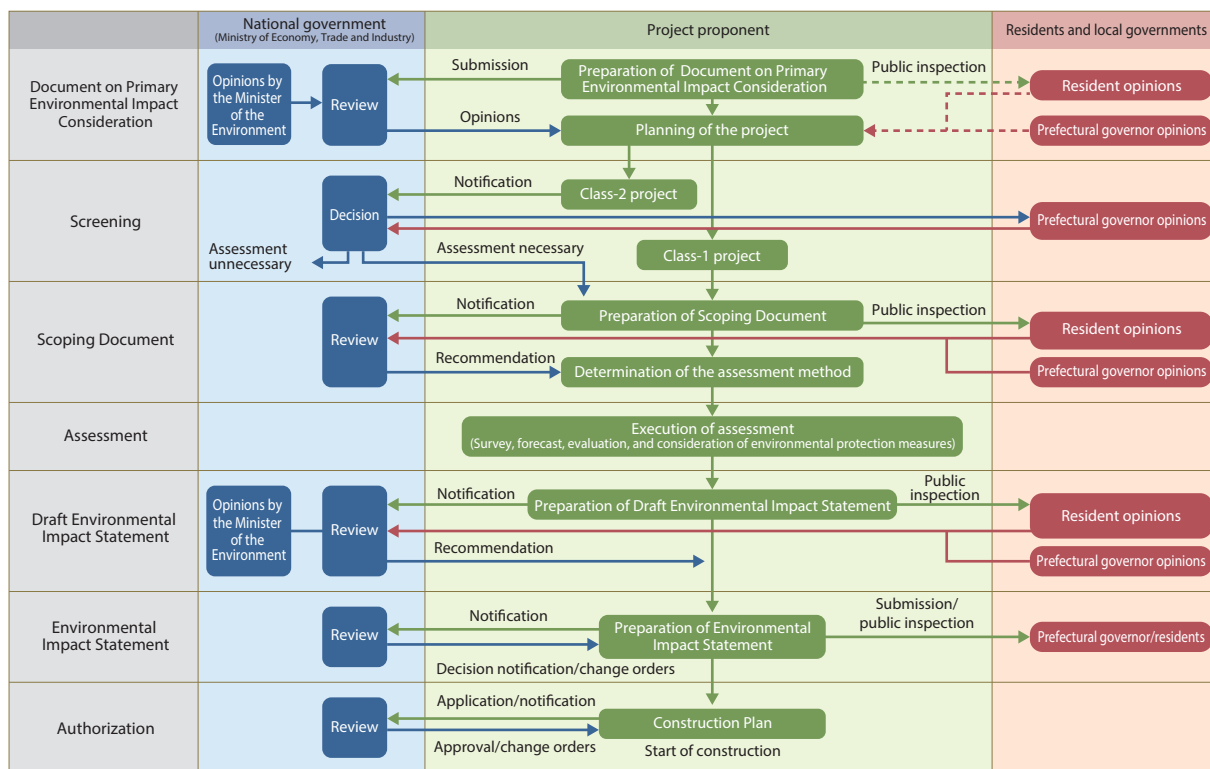 National government
(Ministry of Economy, Trade and Industry)
Project proponent
Residents and local governments
Document on Primary
Environmental Impact
Consideration
Opinions by
the Minister
of the
Environment
Review
Submission
Opinions
Preparation of Document on Primary
Environmental Impact Consideration
Planning of the project
Public inspection
Resident opinions
Prefectural governor opinions
Screening
Decision
Notification
Class-2 project
Assessment
unnecessary
Assessment necessary
Class-1 project
Prefectural governor opinions
Scoping Document
Review
Notification
Recommendation
Preparation of Scoping Document
Determination of the assessment method
Public inspection
Resident opinions
Prefectural governor opinions
Assessment
Execution of assessment
(Survey, forecast, evaluation, and consideration of environmental protection measures)
Draft Environmental
Impact Statement
Opinions by
the Minister
of the
Environment
Review
Notification
Recommendation
Preparation of Draft Environmental Impact Statement
Public
inspection
Resident opinions
Prefectural governor opinions
Environmental
Impact Statement
Review
Notification
Decision notification/change orders
Preparation of Environmental
Impact Statement
Submission/
public inspection
Prefectural governor/residents
Authorization
Review
Application/notification
Approval/change orders
Construction Plan
Start of construction